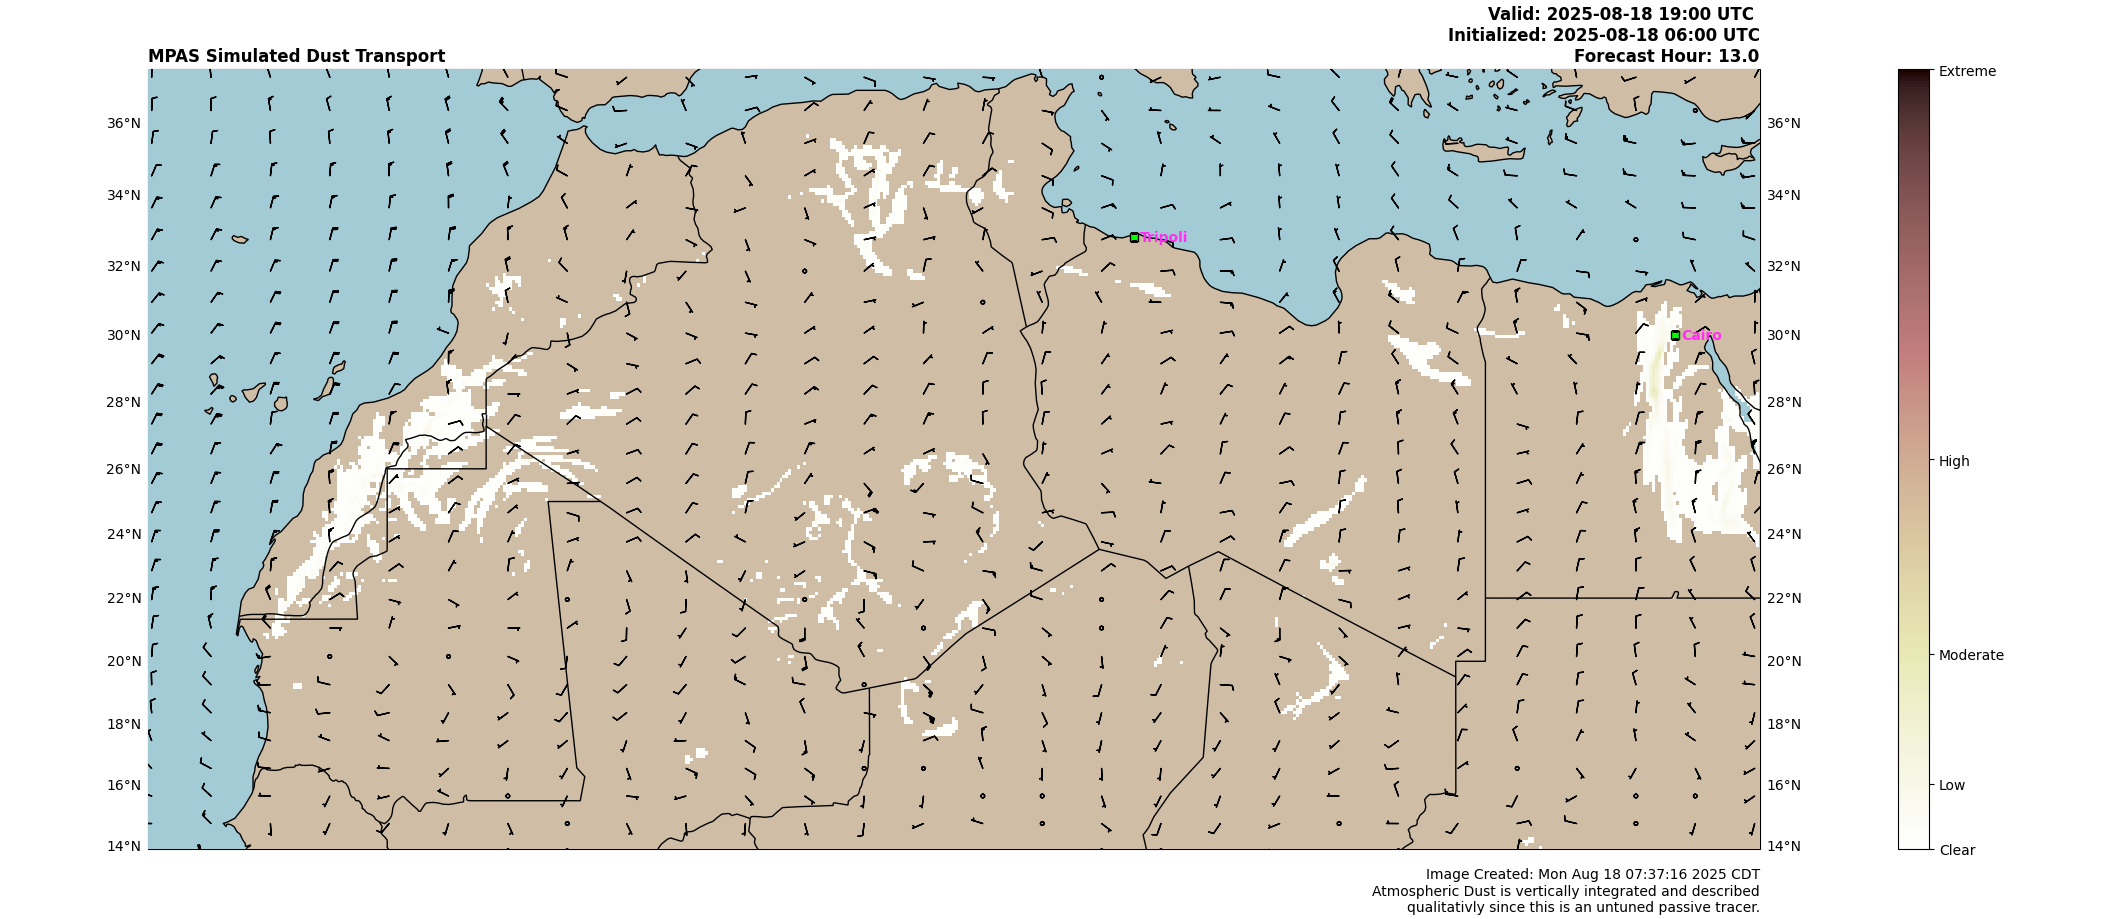 Valid: 2025-08-18 19:00 UTC
Initialized: 2025-08-18 06:00 UTC
MPAS Simulated Dust Transport
Forecast Hour: 13.0
Extreme
36°N
36°N
34°N
34°N
Tripoli
32°N
32°N
30°N
Cairo
30°N
28°N
28°N
26°N
26°N
High
24°N
24°N
22°N
22°N
20°N
20°N
Moderate
18°N
18°N
16°N
16°N
Low
14°N
14°N
Clear
Image Created: Mon Aug 18 07:37:16 2025 CDT
Atmospheric Dust is vertically integrated and described
qualitativly since this is an untuned passive tracer.